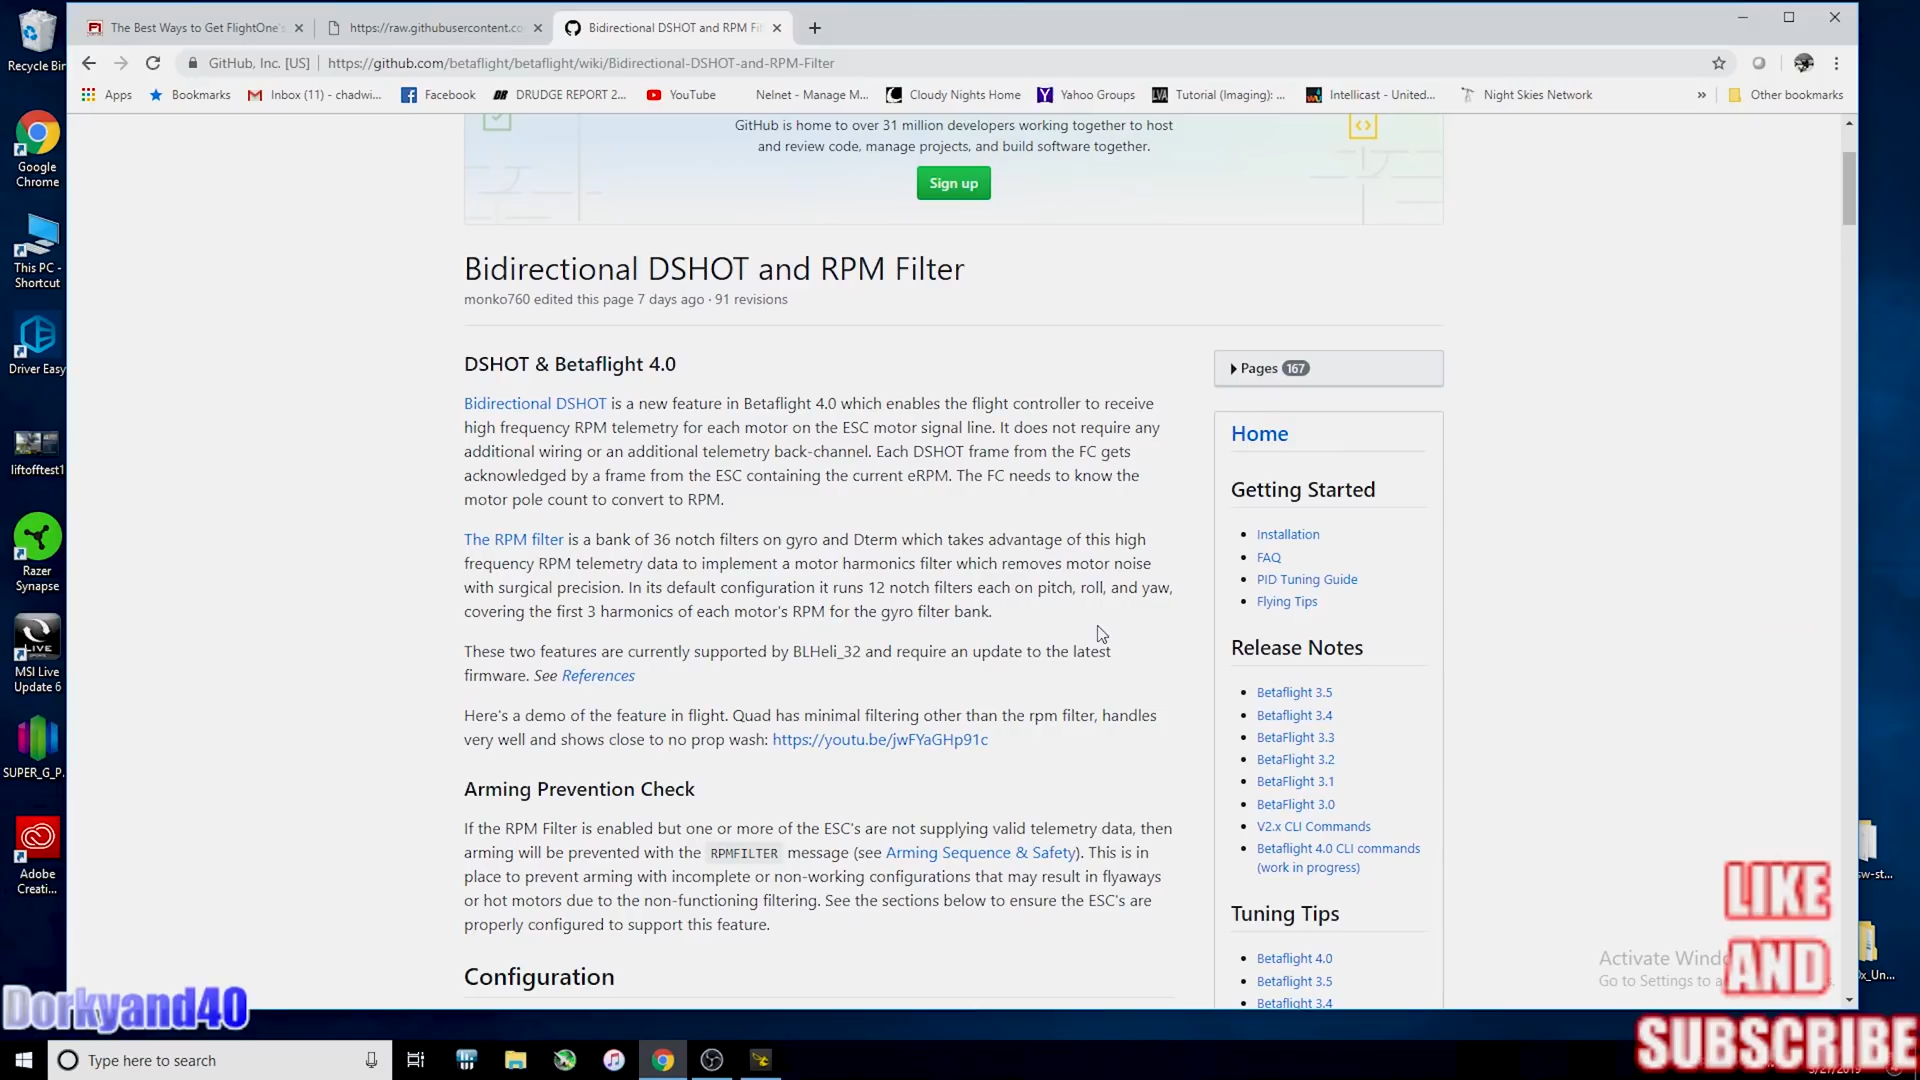 Recycle Bin
Google Chrome
This PC - Shortcut
Driver Easy
liftofftest1
Razer Synapse
LIVE
MSI Live Update 6
SUPER_G_P...
Adobe Creati...
The Best Ways to Get FlightOne's
https://raw.githubusercontent.co
Bidirectional DSHOT and RPM Fil
GitHub, Inc. [US]
https://github.com/betaflight/betaflight/wiki/Bidirectional-DSHOT-and-RPM-Filter
Apps
Bookmarks
Inbox (11) - chadwi...
Facebook
DRUDGE REPORT 2...
YouTube
Nelnet - Manage M...
Cloudy Nights Home
Yahoo Groups
LVA Tutorial (Imaging): ...
Intellicast - United...
Night Skies Network
»
Other bookmarks
GitHub is home to over 31 million developers working together to host
and review code, manage projects, and build software together.
Sign up
Bidirectional DSHOT and RPM Filter
monko760 edited this page 7 days ago · 91 revisions
DSHOT & Betaflight 4.0
Bidirectional DSHOT is a new feature in Betaflight 4.0 which enables the flight controller to receive
high frequency RPM telemetry for each motor on the ESC motor signal line. It does not require any
additional wiring or an additional telemetry back-channel. Each DSHOT frame from the FC gets
acknowledged by a frame from the ESC containing the current eRPM. The FC needs to know the
motor pole count to convert to RPM.
The RPM filter is a bank of 36 notch filters on gyro and Dterm which takes advantage of this high
frequency RPM telemetry data to implement a motor harmonics filter which removes motor noise
with surgical precision. In its default configuration it runs 12 notch filters each on pitch, roll, and yaw,
covering the first 3 harmonics of each motor's RPM for the gyro filter bank.
These two features are currently supported by BLHeli_32 and require an update to the latest
firmware. See References
Here's a demo of the feature in flight. Quad has minimal filtering other than the rpm filter, handles
very well and shows close to no prop wash: https://youtu.be/jwFYaGHp91c
Arming Prevention Check
If the RPM Filter is enabled but one or more of the ESC's are not supplying valid telemetry data, then
arming will be prevented with the RPMFILTER message (see Arming Sequence & Safety). This is in
place to prevent arming with incomplete or non-working configurations that may result in flyaways
or hot motors due to the non-functioning filtering. See the sections below to ensure the ESC's are
properly configured to support this feature.
Configuration
Pages 167
Home
Getting Started
Installation
FAQ
PID Tuning Guide
Flying Tips
Release Notes
Betaflight 3.5
Betaflight 3.4
BetaFlight 3.3
BetaFlight 3.2
BetaFlight 3.1
BetaFlight 3.0
V2.x CLI Commands
Betaflight 4.0 CLI commands
(work in progress)
Tuning Tips
Betaflight 4.0
Betaflight 3.5
Betaflight 3.4
Activate Windo
Go to Settings to a
LIKE
AND
SUBSCRIBE
Dorkyand40
Type here to search